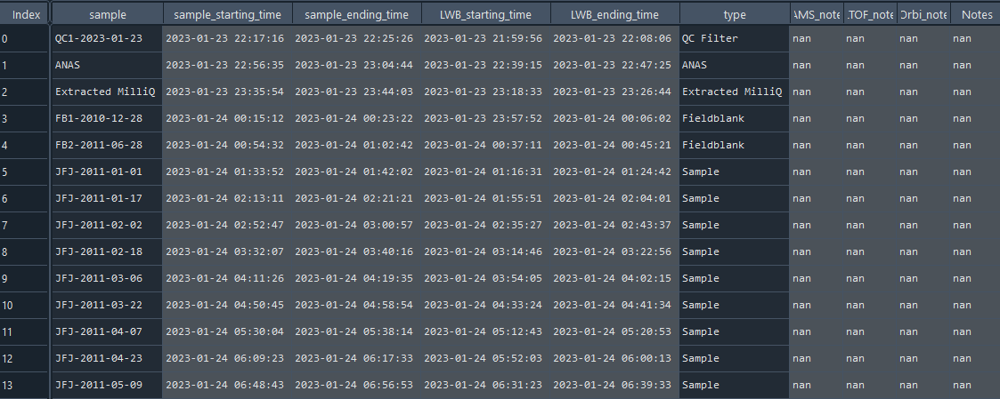 Index sample sample_starting_time sample_ending_time LWB_starting_time LWB_ending_time type AMS_note .TOF_note Orbi_note Notes
0 QC1-2023-01-23 2023-01-23 22:17:16 2023-01-23 22:25:26 2023-01-23 21:59:56 2023-01-23 22:08:06 QC Filter nan nan nan nan
1 ANAS 2023-01-23 22:56:35 2023-01-23 23:04:44 2023-01-23 22:39:15 2023-01-23 22:47:25 ANAS nan nan nan nan
2 Extracted MilliQ 2023-01-23 23:35:54 2023-01-23 23:44:03 2023-01-23 23:18:33 2023-01-23 23:26:44 Extracted MilliQ nan nan nan nan
3 FB1-2010-12-28 2023-01-24 00:15:12 2023-01-24 00:23:22 2023-01-23 23:57:52 2023-01-24 00:06:02 Fieldblank nan nan nan nan
4 FB2-2011-06-28 2023-01-24 00:54:32 2023-01-24 01:02:42 2023-01-24 00:37:11 2023-01-24 00:45:21 Fieldblank nan nan nan nan
5 JFJ-2011-01-01 2023-01-24 01:33:52 2023-01-24 01:42:02 2023-01-24 01:16:31 2023-01-24 01:24:42 Sample nan nan nan nan
6 JFJ-2011-01-17 2023-01-24 02:13:11 2023-01-24 02:21:21 2023-01-24 01:55:51 2023-01-24 02:04:01 Sample nan nan nan nan
7 JFJ-2011-02-02 2023-01-24 02:52:47 2023-01-24 03:00:57 2023-01-24 02:35:27 2023-01-24 02:43:37 Sample nan nan nan nan
8 JFJ-2011-02-18 2023-01-24 03:32:07 2023-01-24 03:40:16 2023-01-24 03:14:46 2023-01-24 03:22:56 Sample nan nan nan nan
9 JFJ-2011-03-06 2023-01-24 04:11:26 2023-01-24 04:19:35 2023-01-24 03:54:05 2023-01-24 04:02:15 Sample nan nan nan nan
10 JFJ-2011-03-22 2023-01-24 04:50:45 2023-01-24 04:58:54 2023-01-24 04:33:24 2023-01-24 04:41:34 Sample nan nan nan nan
11 JFJ-2011-04-07 2023-01-24 05:30:04 2023-01-24 05:38:14 2023-01-24 05:12:43 2023-01-24 05:20:53 Sample nan nan nan nan
12 JFJ-2011-04-23 2023-01-24 06:09:23 2023-01-24 06:17:33 2023-01-24 05:52:03 2023-01-24 06:00:13 Sample nan nan nan nan
13 JFJ-2011-05-09 2023-01-24 06:48:43 2023-01-24 06:56:53 2023-01-24 06:31:23 2023-01-24 06:39:33 Sample nan nan nan nan